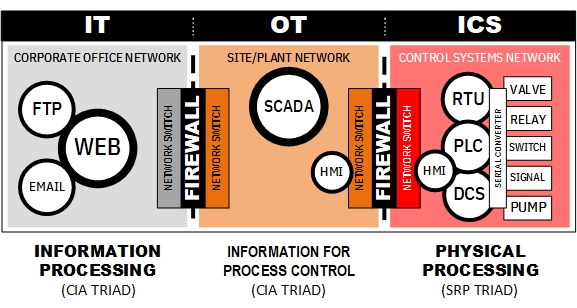 IT
OT
ICS
CORPORATE OFFICE NETWORK
SITE/PLANT NETWORK
CONTROL SYSTEMS NETWORK
FTP
WEB
EMAIL
NETWORK SWITCH
FIREWALL
NETWORK SWITCH
SCADA
HMI
NETWORK SWITCH
FIREWALL
NETWORK SWITCH
HMI
RTU
PLC
DCS
SERIAL CONVERTER
VALVE
RELAY
SWITCH
SIGNAL
PUMP
INFORMATION
PROCESSING
(CIA TRIAD)
INFORMATION FOR
PROCESS CONTROL
(CIA TRIAD)
PHYSICAL
PROCESSING
(SRP TRIAD)